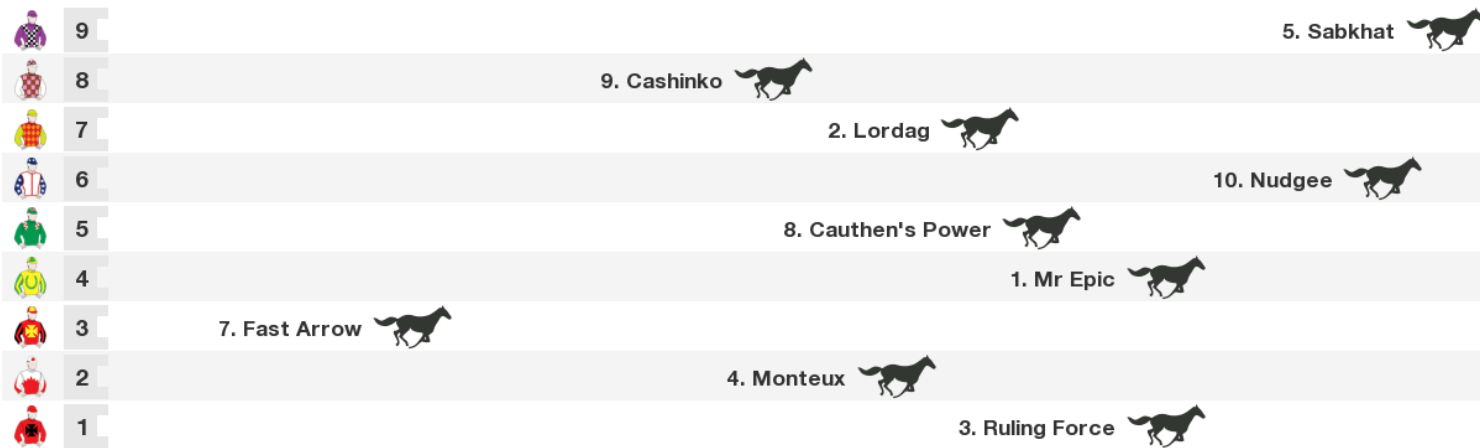 9 5. Sabkhat
8 9. Cashinko
7 2. Lordag
6 10. Nudgee
5 8. Cauthen's Power
4 1. Mr Epic
3 7. Fast Arrow
2 4. Monteux
1 3. Ruling Force